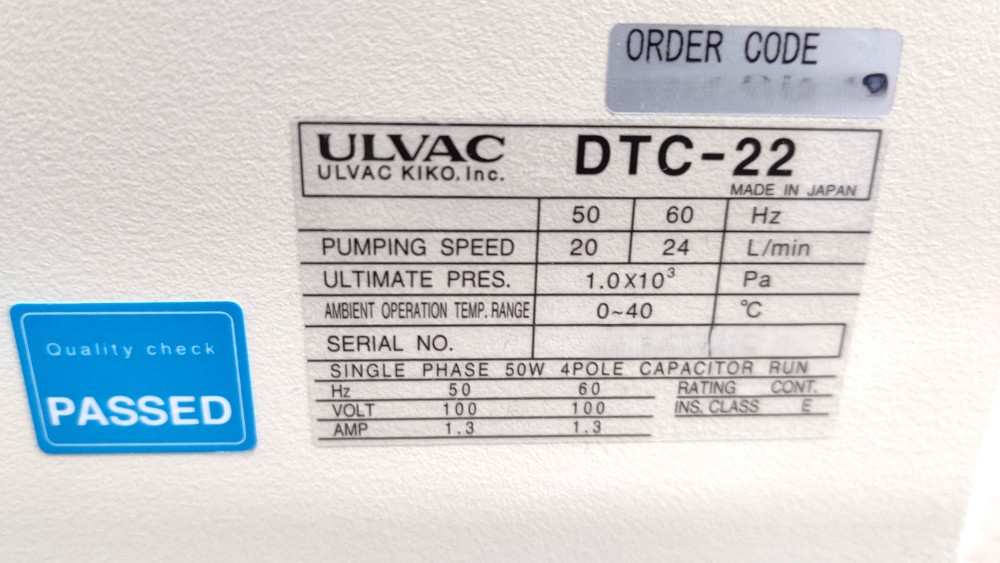 ORDER CODE
ULVAC DTC-22
ULVAC KIKO, Inc.
MADE IN JAPAN
50 60 Hz
PUMPING SPEED 20 24 L/min
ULTIMATE PRES. 1.0X10³ Pa
AMBIENT OPERATION TEMP. RANGE 0~40 °C
SERIAL NO.
SINGLE PHASE 50W 4POLE CAPACITOR RUN
Hz 50 60 RATING CONT.
VOLT 100 100 INS. CLASS E
AMP 1.3 1.3
Quality check
PASSED